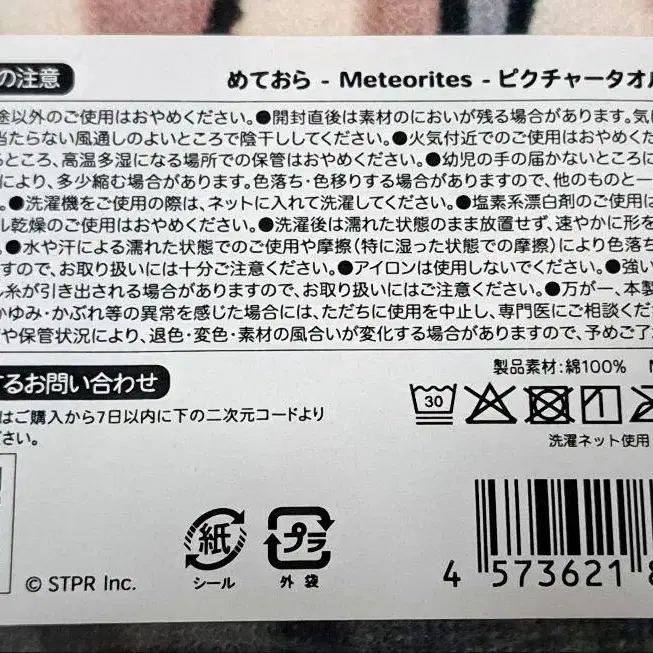 の注意
めておら - Meteorites - ピクチャータオル
途以外のご使用はおやめください。●開封直後は素材のにおいが残る場合があります。気に
当たらない風通しのよいところで陰干ししてください。●火気付近でのご使用はおやめくだ
るところ、高温多湿になる場所での保管はおやめください。●幼児の手の届かないところに
により、多少縮む場合があります。色落ち・色移りする場合がありますので、他のものと一
。●洗濯機をご使用の際は、ネットに入れて洗濯してください。●塩素系漂白剤のご使用は
ル乾燥のご使用はおやめください。●洗濯後は濡れた状態のまま放置せず、速やかに形を
●水や汗による濡れた状態でのご使用や摩擦(特に湿った状態での摩擦)により色落ち
すので、お取り扱いには十分ご注意ください。●アイロンは使用しないでください。●強い
ル糸が引き出される場合がありますので、お取り扱いにはご注意ください。●万が一、本製
かゆみ・かぶれ等の異常を感じた場合には、ただちに使用を中止し、専門医にご相談くださ
や保管状況により、退色・変色・素材の風合いが変化する場合がありますので、予めご了
製品素材:綿100%
するお問い合わせ
はご購入から7日以内に下の二次元コードより
ださい。
30
洗濯ネット使用
紙
シール
プラ
外袋
© STPR Inc.
4 573621 8